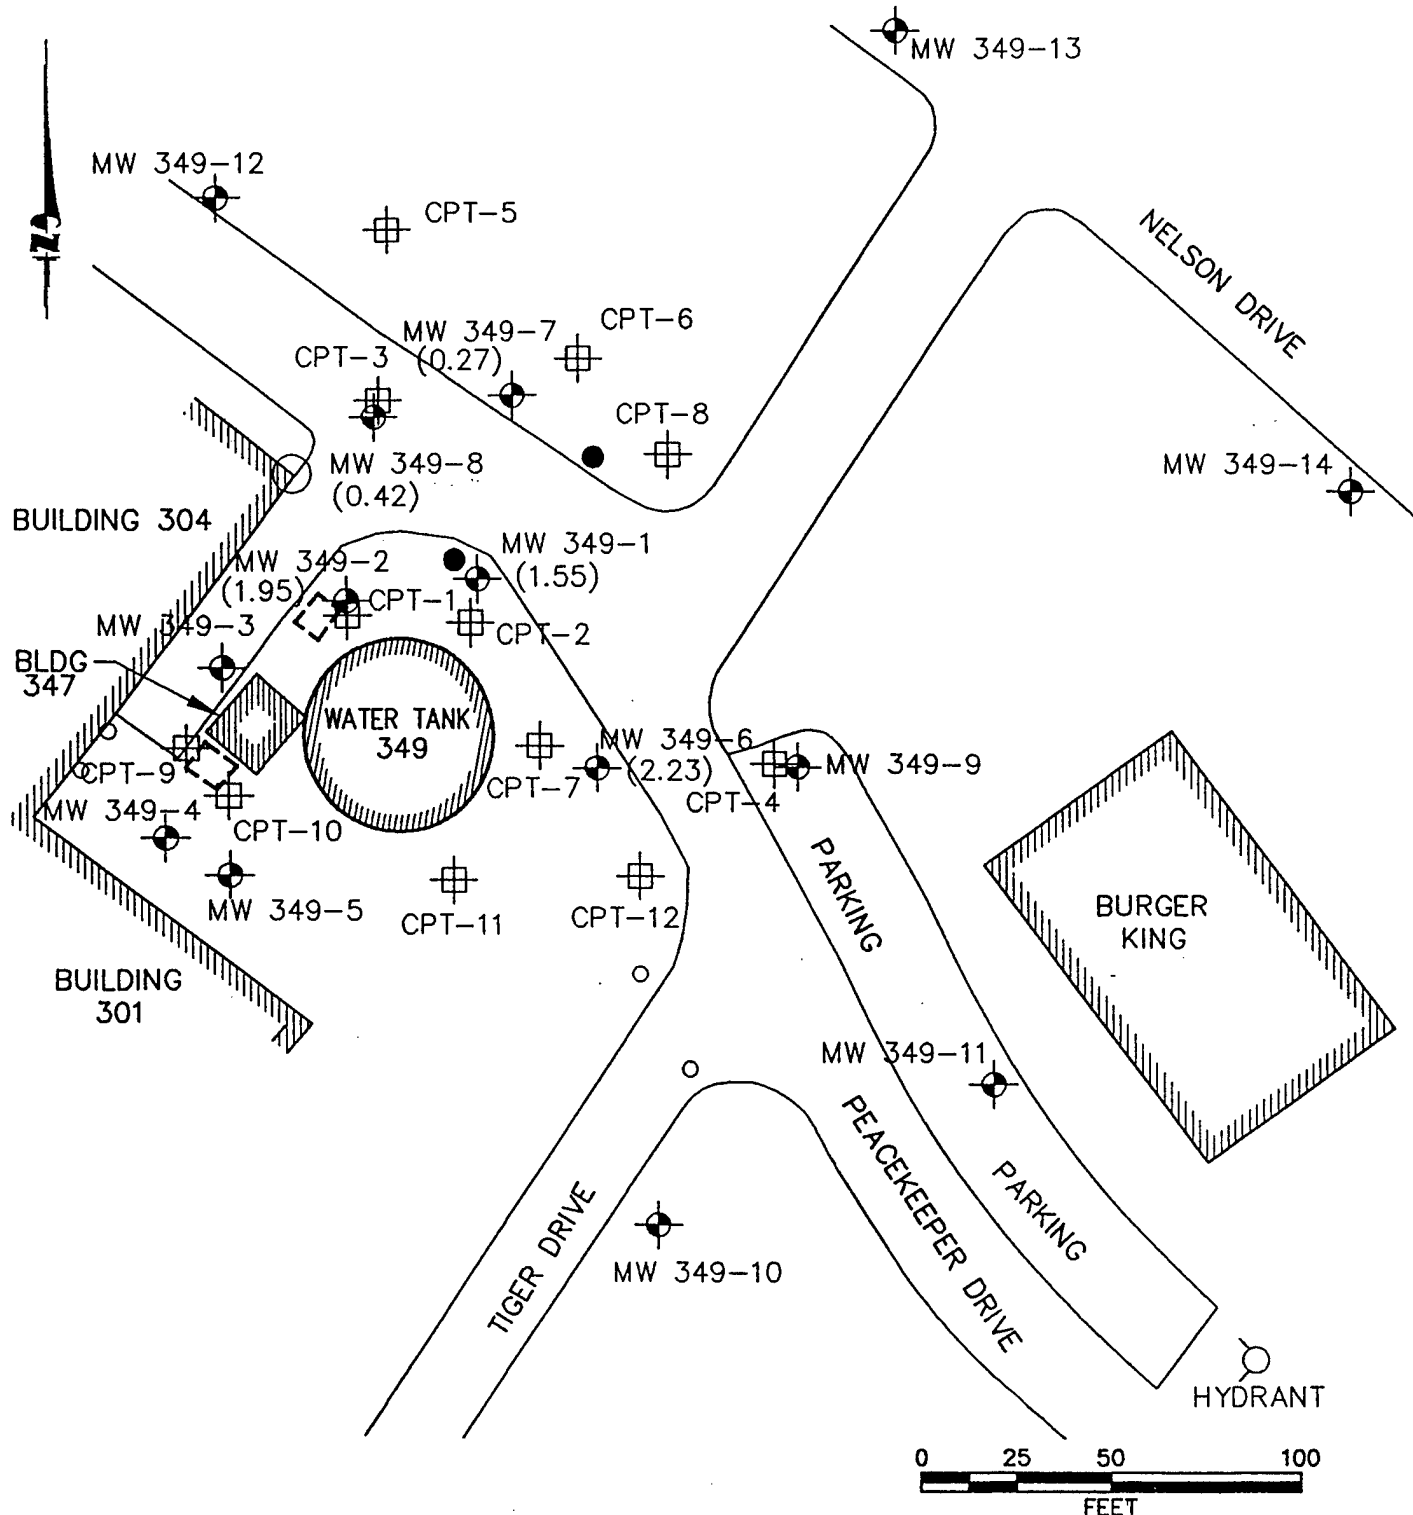 MW 349-13
MW 349-12
CPT-5
NELSON DRIVE
N
MW 349-7
(0.27)
CPT-6
CPT-3
CPT-8
MW 349-8
(0.42)
MW 349-14
BUILDING 304
MW 349-1
(1.55)
MW 349-2
(1.95)
CPT-1
CPT-2
MW 349-3
BLDG
347
WATER TANK
349
MW 349-6
(2.23)
MW 349-9
CPT-9
CPT-7
CPT-4
MW 349-4
CPT-10
MW 349-5
CPT-11
CPT-12
PARKING
BURGER
KING
BUILDING
301
MW 349-11
PEACEKEEPER DRIVE
PARKING
TIGER DRIVE
MW 349-10
HYDRANT
0 25 50 100
FEET